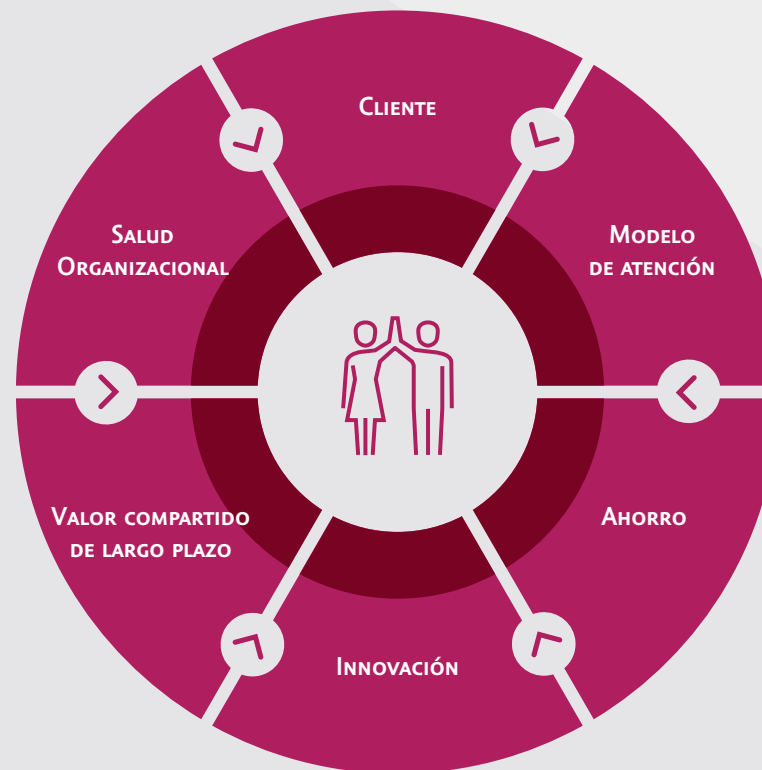 Cliente
Modelo
de atención
Ahorro
Innovación
Valor compartido
de largo plazo
Salud
Organizacional